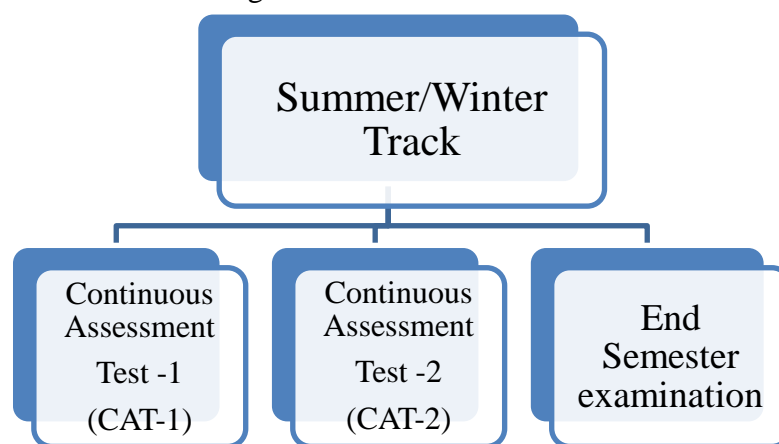 Summer/Winter
Track
Continuous
Assessment
Test -1
(CAT-1)
Continuous
Assessment
Test -2
(CAT-2)
End
Semester
examination